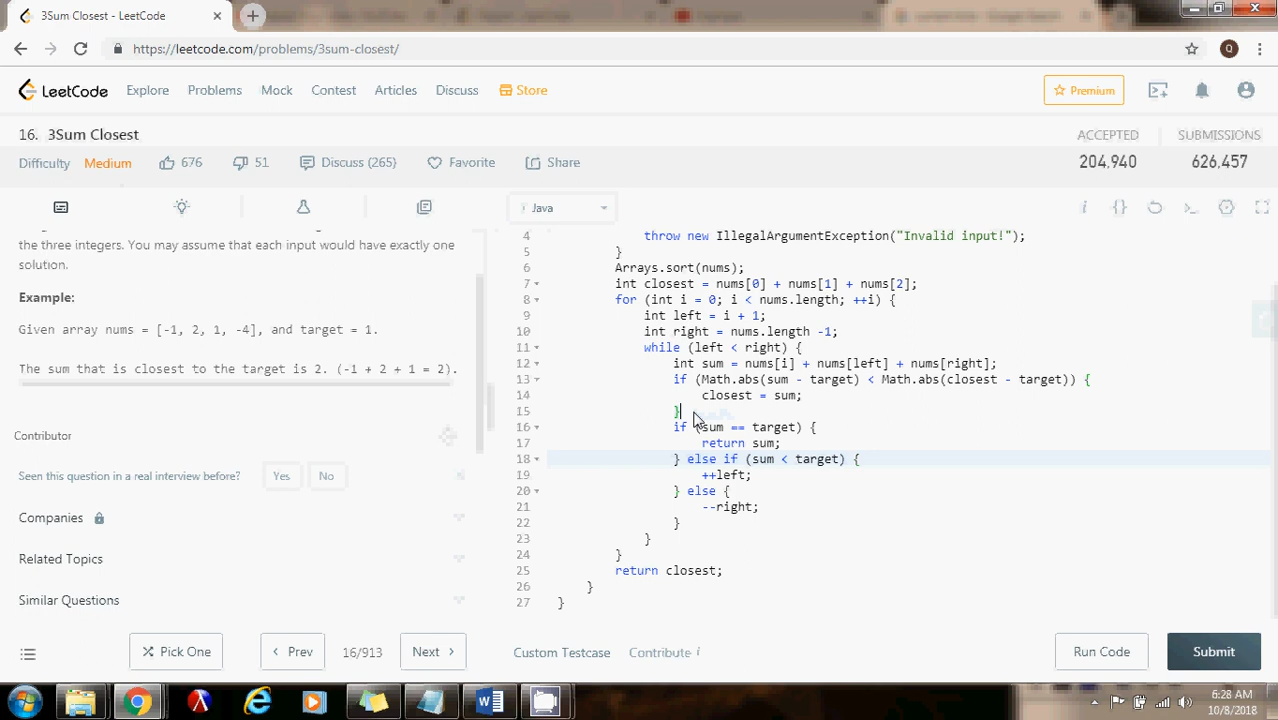 3Sum Closest - LeetCode
https://leetcode.com/problems/3sum-closest/
Q
LeetCode Explore Problems Mock Contest Articles Discuss Store Premium
16. 3Sum Closest
ACCEPTED SUBMISSIONS
Difficulty Medium 676 51 Discuss (265) Favorite Share
204,940 626,457
Java
the three integers. You may assume that each input would have exactly one
solution.
Example:
Given array nums = [-1, 2, 1, -4], and target = 1.
The sum that is closest to the target is 2. (-1 + 2 + 1 = 2).
Contributor
Seen this question in a real interview before? Yes No
Companies
Related Topics
Similar Questions
4 throw new IllegalArgumentException("Invalid input!");
5 }
6 Arrays.sort(nums);
7 int closest = nums[0] + nums[1] + nums[2];
8 for (int i = 0; i < nums.length; ++i) {
9 int left = i + 1;
10 int right = nums.length -1;
11 while (left < right) {
12 int sum = nums[i] + nums[left] + nums[right];
13 if (Math.abs(sum - target) < Math.abs(closest - target)) {
14 closest = sum;
15 }
16 if (sum == target) {
17 return sum;
18 } else if (sum < target) {
19 ++left;
20 } else {
21 --right;
22 }
23 }
24 }
25 return closest;
26 }
27 }
Pick One Prev 16/913 Next Custom Testcase Contribute i Run Code Submit
6:28 AM
10/8/2018